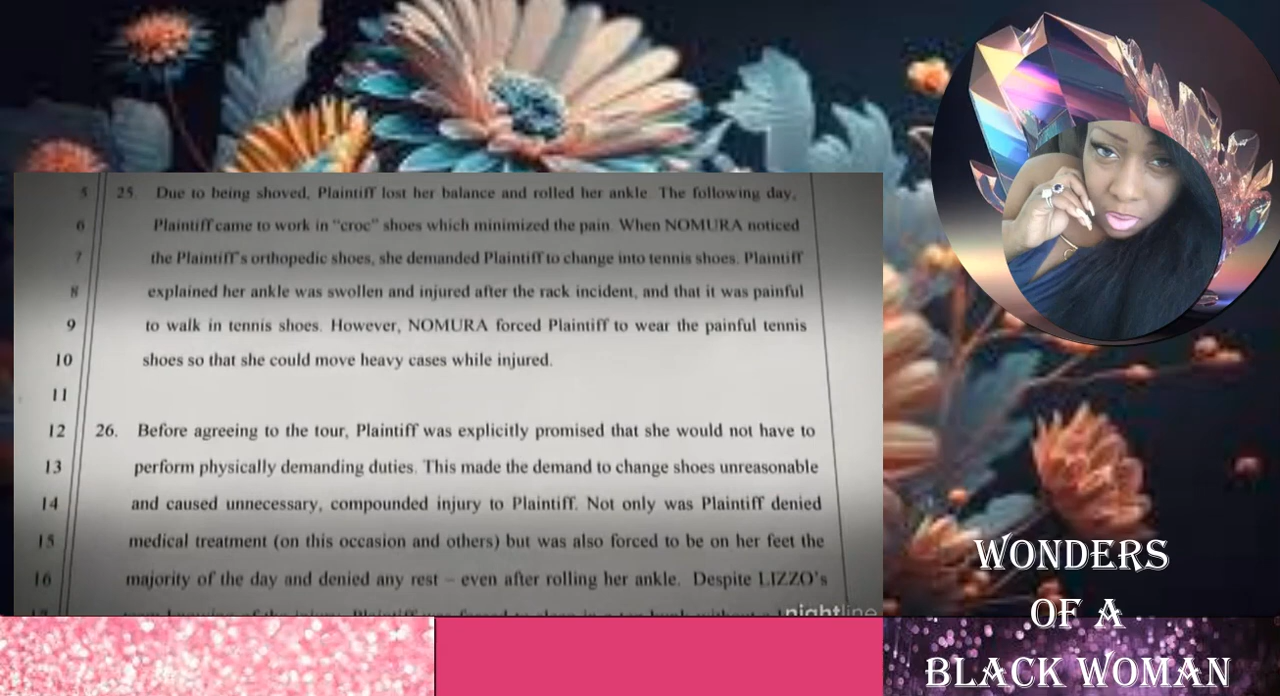 5 25. Due to being shoved, Plaintiff lost her balance and rolled her ankle. The following day,
6 Plaintiff came to work in "croc" shoes which minimized the pain. When NOMURA noticed
7 the Plaintiff's orthopedic shoes, she demanded Plaintiff to change into tennis shoes. Plaintiff
8 explained her ankle was swollen and injured after the rack incident, and that it was painful
9 to walk in tennis shoes. However, NOMURA forced Plaintiff to wear the painful tennis
10 shoes so that she could move heavy cases while injured.
11
12 26. Before agreeing to the tour, Plaintiff was explicitly promised that she would not have to
13 perform physically demanding duties. This made the demand to change shoes unreasonable
14 and caused unnecessary, compounded injury to Plaintiff. Not only was Plaintiff denied
15 medical treatment (on this occasion and others) but was also forced to be on her feet the
16 majority of the day and denied any rest – even after rolling her ankle. Despite LIZZO's
nightline
WONDERS
OF A
BLACK WOMAN